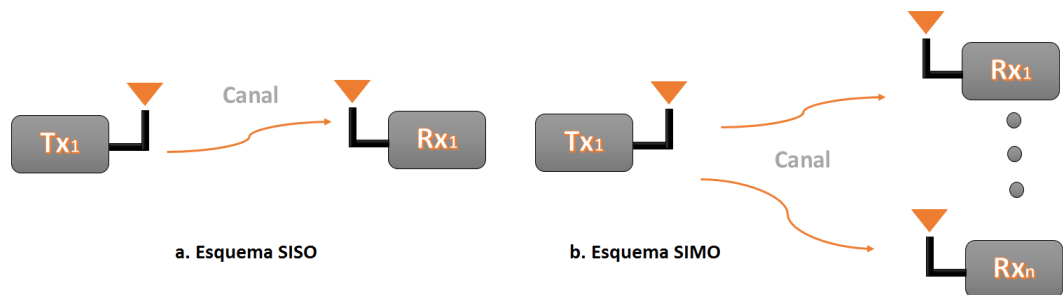 Tx1
Canal
Rx1
a. Esquema SISO
Tx1
Canal
Rx1
Rxn
b. Esquema SIMO